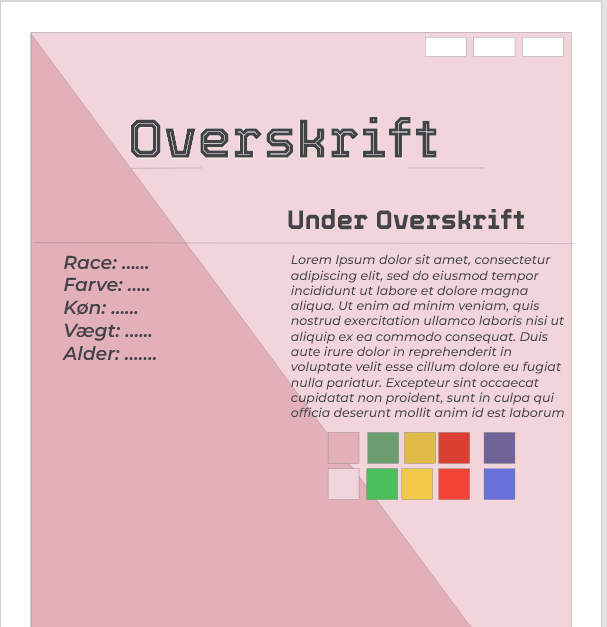 Overskrift
Under Overskrift
Race: ......
Farve: .....
Køn: ......
Vægt: ......
Alder: .......
Lorem Ipsum dolor sit amet, consectetur
adipiscing elit, sed do eiusmod tempor
incididunt ut labore et dolore magna
aliqua. Ut enim ad minim veniam, quis
nostrud exercitation ullamco laboris nisi ut
aliquip ex ea commodo consequat. Duis
aute irure dolor in reprehenderit in
voluptate velit esse cillum dolore eu fugiat
nulla pariatur. Excepteur sint occaecat
cupidatat non proident, sunt in culpa qui
officia deserunt mollit anim id est laborum